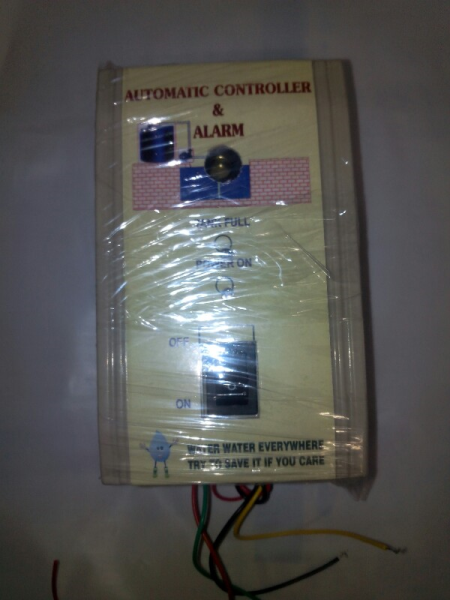 AUTOMATIC CONTROLLER
&
ALARM
TANK FULL
POWER ON
OFF
ON
WATER WATER EVERYWHERE
TRY TO SAVE IT IF YOU CARE